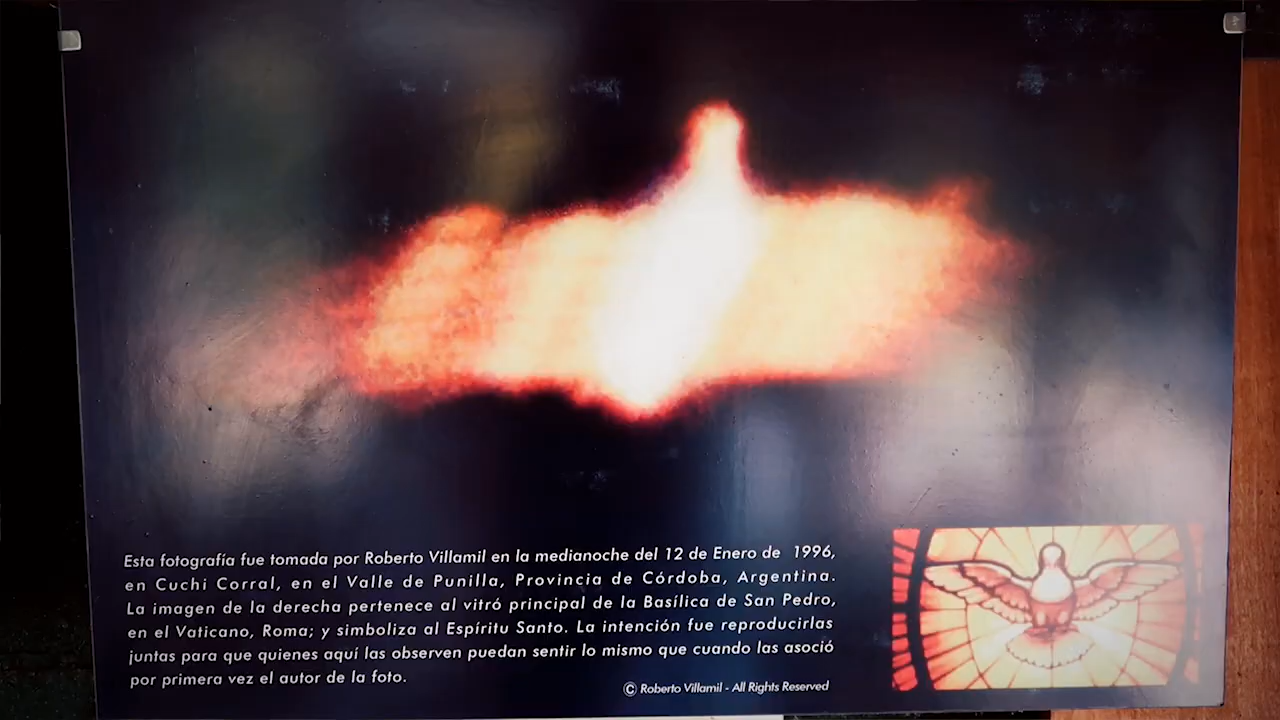 Esta fotografía fue tomada por Roberto Villamil en la medianoche del 12 de Enero de 1996,
en Cuchi Corral, en el Valle de Punilla, Provincia de Córdoba, Argentina.
La imagen de la derecha pertenece al vitró principal de la Basílica de San Pedro,
en el Vaticano, Roma; y simboliza al Espíritu Santo. La intención fue reproducirlas
juntas para que quienes aquí las observen puedan sentir lo mismo que cuando las asoció
por primera vez el autor de la foto.
© Roberto Villamil - All Rights Reserved